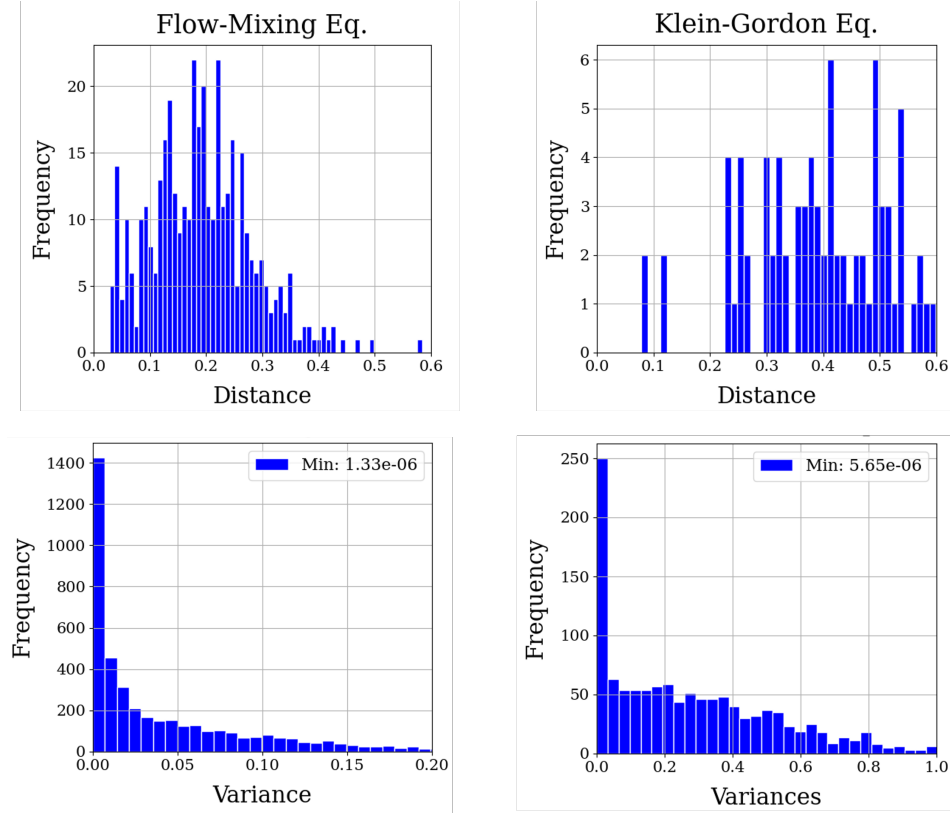 Flow-Mixing Eq.
Frequency
20
15
10
5
0
0.0 0.1 0.2 0.3 0.4 0.5 0.6
Distance
Klein-Gordon Eq.
Frequency
6
5
4
3
2
1
0
0.0 0.1 0.2 0.3 0.4 0.5 0.6
Distance
Min: 1.33e-06
Frequency
1400
1200
1000
800
600
400
200
0
0.00 0.05 0.10 0.15 0.20
Variance
Min: 5.65e-06
Frequency
250
200
150
100
50
0
0.0 0.2 0.4 0.6 0.8 1.0
Variances